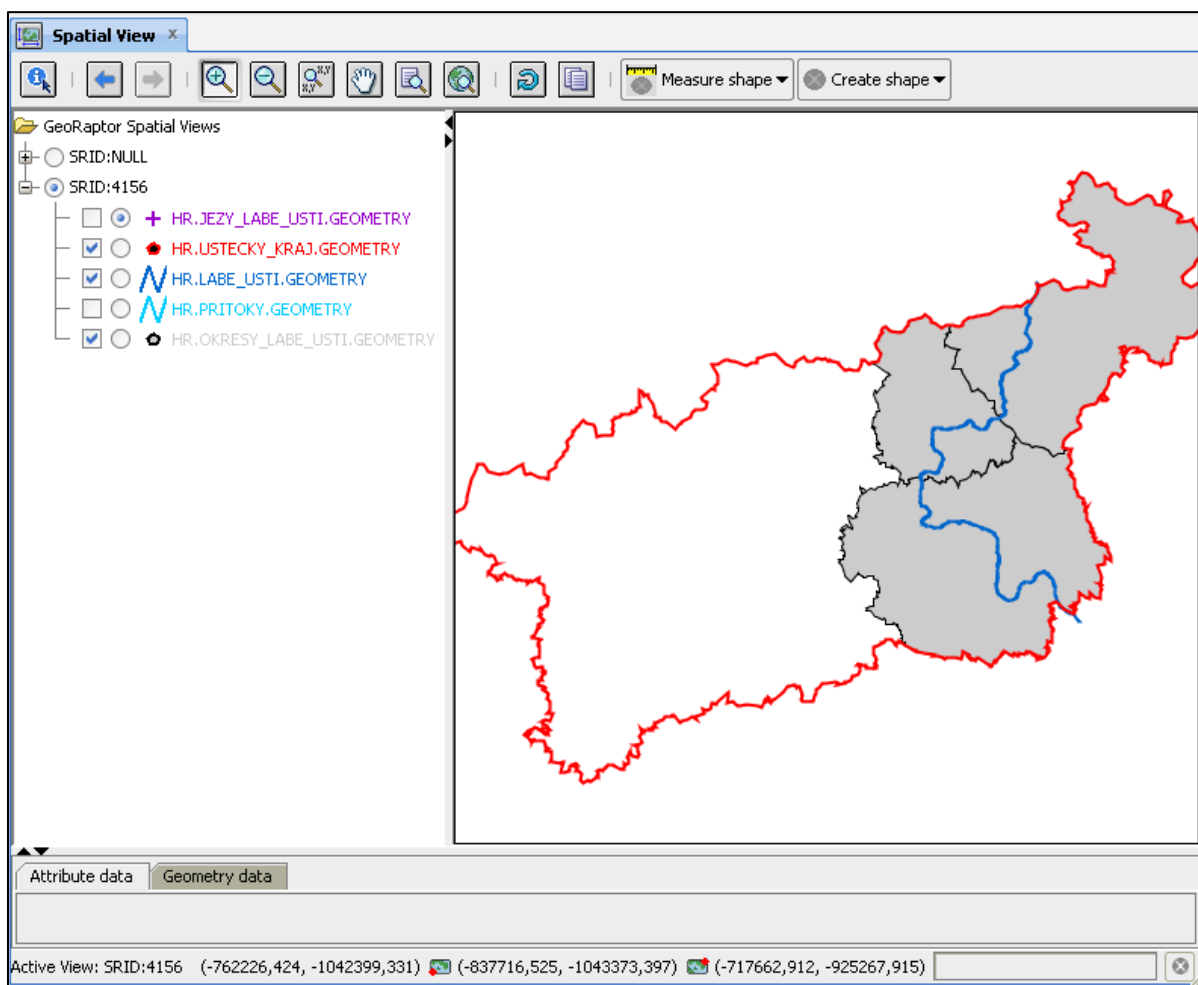 Spatial View x
Measure shape Create shape
GeoRaptor Spatial Views
SRID:NULL
SRID:4156
HR.JEZY_LABE_USTI.GEOMETRY
HR.USTECKY_KRAJ.GEOMETRY
HR.LABE_USTI.GEOMETRY
HR.PRITOKY.GEOMETRY
HR.OKRESY_LABE_USTI.GEOMETRY
Attribute data Geometry data
Active View: SRID:4156 (-762226,424, -1042399,331) (-837716,525, -1043373,397) (-717662,912, -925267,915)